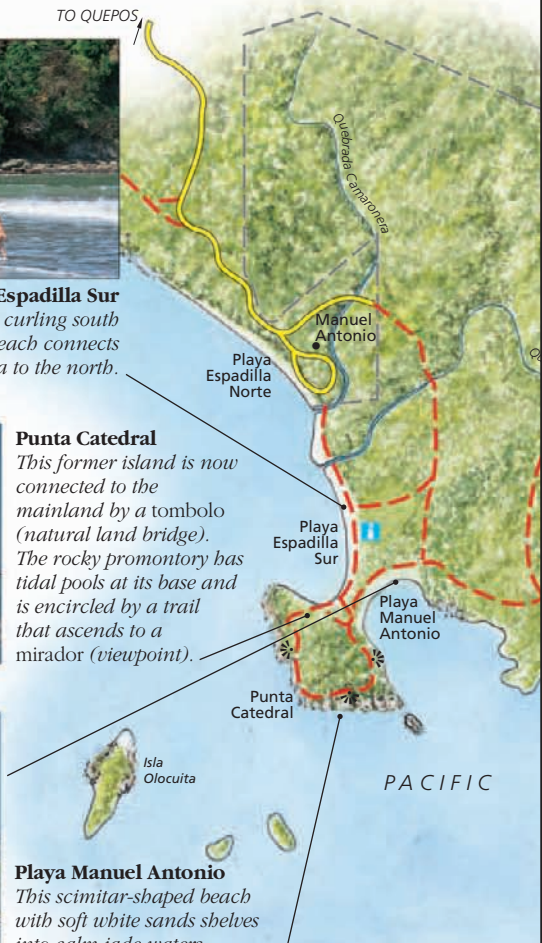 TO QUEPOS
Quebrada Camaronera
Espadilla Sur
curling south
each connects
a to the north.
Manuel
Antonio
Playa
Espadilla
Norte
Punta Catedral
This former island is now
connected to the
mainland by a tombolo
(natural land bridge).
The rocky promontory has
tidal pools at its base and
is encircled by a trail
that ascends to a
mirador (viewpoint).
Playa
Espadilla
Sur
Playa
Manuel
Antonio
Punta
Catedral
Isla
Olocuita
PACIFIC
Playa Manuel Antonio
This scimitar-shaped beach
with soft white sands shelves
into calm jade waters